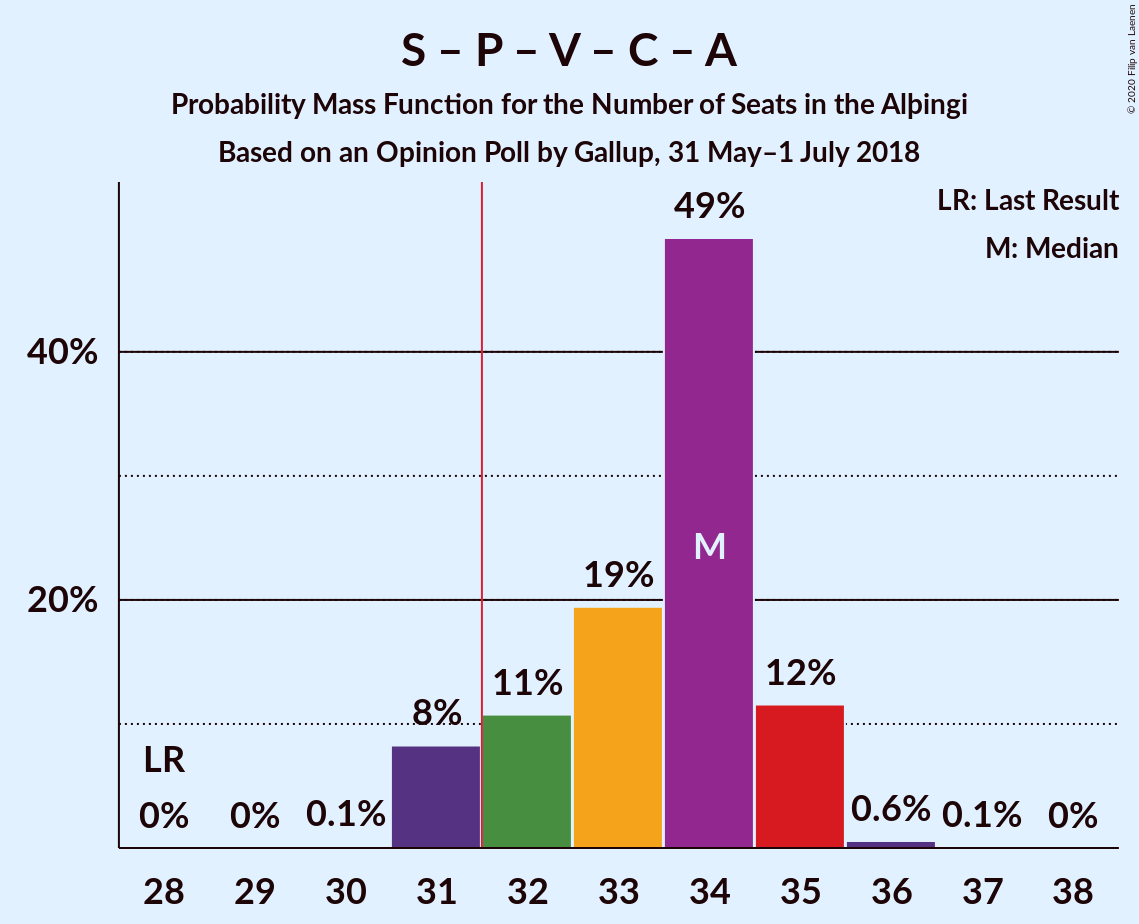 S – P – V – C – A
Probability Mass Function for the Number of Seats in the Alþingi
Based on an Opinion Poll by Gallup, 31 May–1 July 2018
© 2020 Filip van Laenen
LR: Last Result
M: Median
40%
20%
LR
0%
0%
0.1%
8%
11%
19%
49%
M
12%
0.6%
0.1%
0%
28 29 30 31 32 33 34 35 36 37 38